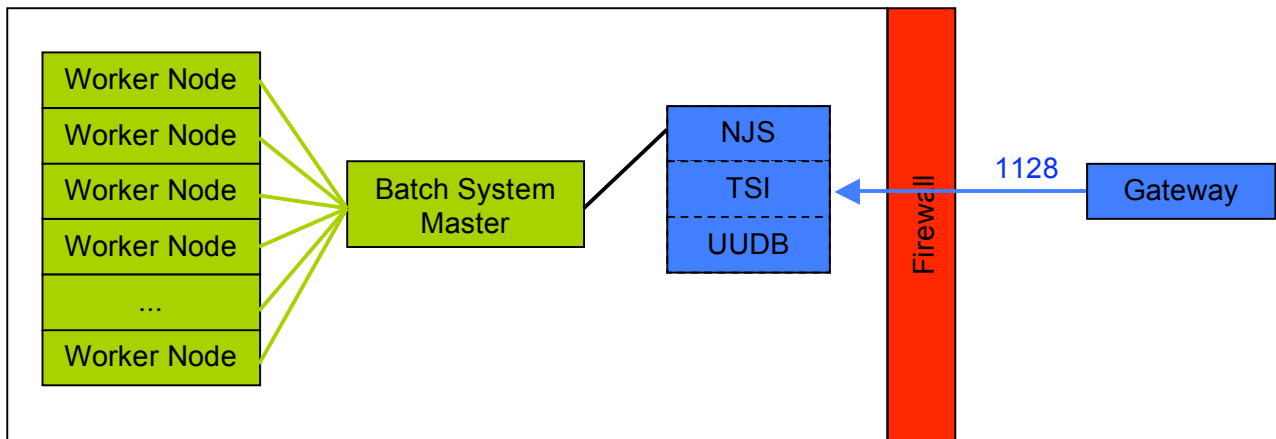 Worker Node
Worker Node
Worker Node
Worker Node
...
Worker Node
Batch System
Master
NJS
TSI
UUDB
Firewall
1128
Gateway